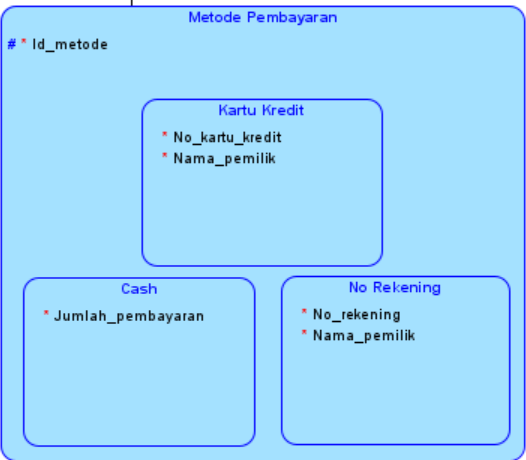 Metode Pembayaran
# * Id_metode
Kartu Kredit
* No_kartu_kredit
* Nama_pemilik
Cash
* Jumlah_pembayaran
No Rekening
* No_rekening
* Nama_pemilik